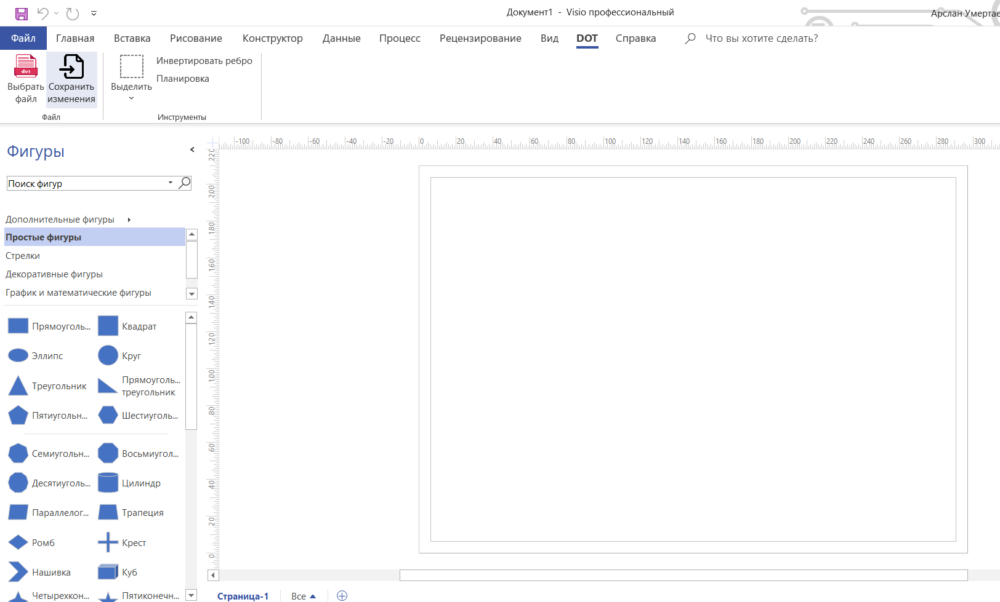 Документ1 - Visio профессиональный
Арслан Умертае
Файл Главная Вставка Рисование Конструктор Данные Процесс Рецензирование Вид DOT Справка Что вы хотите сделать?
dot
Выбрать файл
Сохранить изменения
Выделить
Инвертировать ребро
Планировка
Файл
Инструменты
Фигуры
Поиск фигур
Дополнительные фигуры
Простые фигуры
Стрелки
Декоративные фигуры
График и математические фигуры
Прямоуголь... Квадрат
Эллипс Круг
Треугольник Прямоуголь... треугольник
Пятиугольн... Шестиуголь...
Семиугольн... Восьмиугол...
Десятиуголь... Цилиндр
Параллелог... Трапеция
Ромб Крест
Нашивка Куб
Четырехкон... Пятиконечн...
-100 -80 -60 -40 -20 0 20 40 60 80 100 120 140 160 180 200 220 240 260 280 300
220
200
180
160
140
120
100
80
60
40
20
0
Страница-1 Все